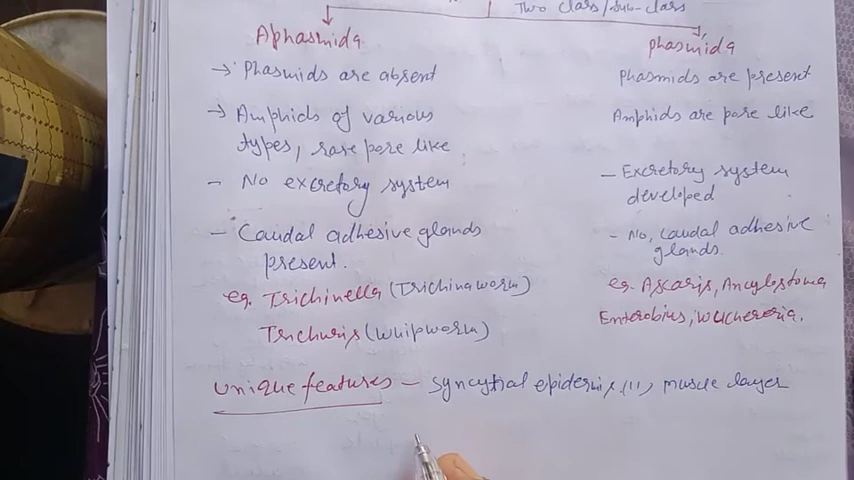 Two class/sub-class
Aphasmida
→ Phasmids are absent
→ Amphids of various
types, rare pore like
- No excretory system
- Caudal adhesive glands
present.
eg. Trichinella (Trichinaworm)
Trichuris (whipworm)
Phasmida
Phasmids are present
Amphids are pore like
- Excretory system
developed
- No, caudal adhesive
glands.
eg. Ascaris, Ancylostoma
Enterobius, wuchereria.
Unique features - Syncytial epidermis, (1), muscle layer